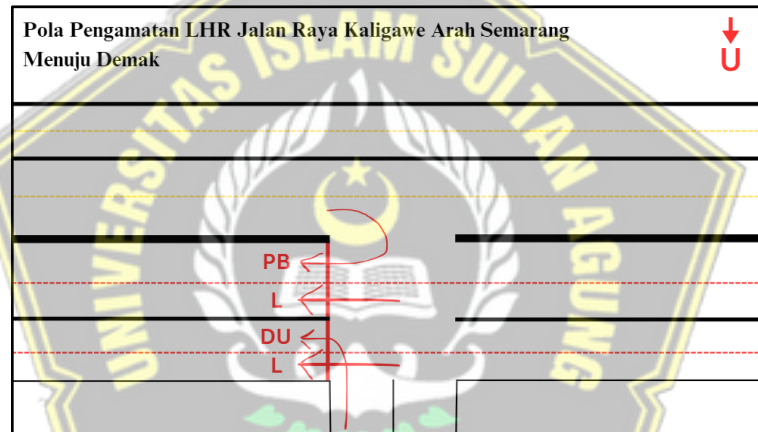 Pola Pengamatan LHR Jalan Raya Kaligawe Arah Semarang
Menuju Demak
U
UNIVERSITAS ISLAM SULTAN AGUNG
PB
L
DU
L